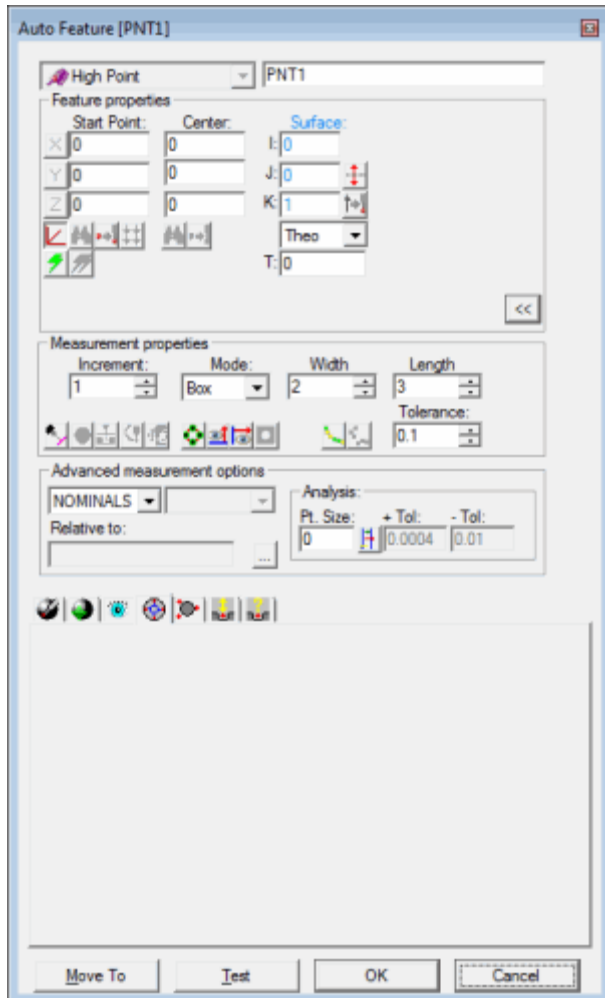 Auto Feature [PNT1]
High Point PNT1
Feature properties
Start Point: Center: Surface:
X 0 0 I: 0
Y 0 0 J: 0
Z 0 0 K: 1
Theo
T: 0
<<
Measurement properties
Increment: Mode: Width Length
1 Box 2 3
Tolerance:
0.1
Advanced measurement options
NOMINALS Analysis:
Pt. Size: + Tol: - Tol:
Relative to: 0 0.0004 0.01
...
Move To Test OK Cancel